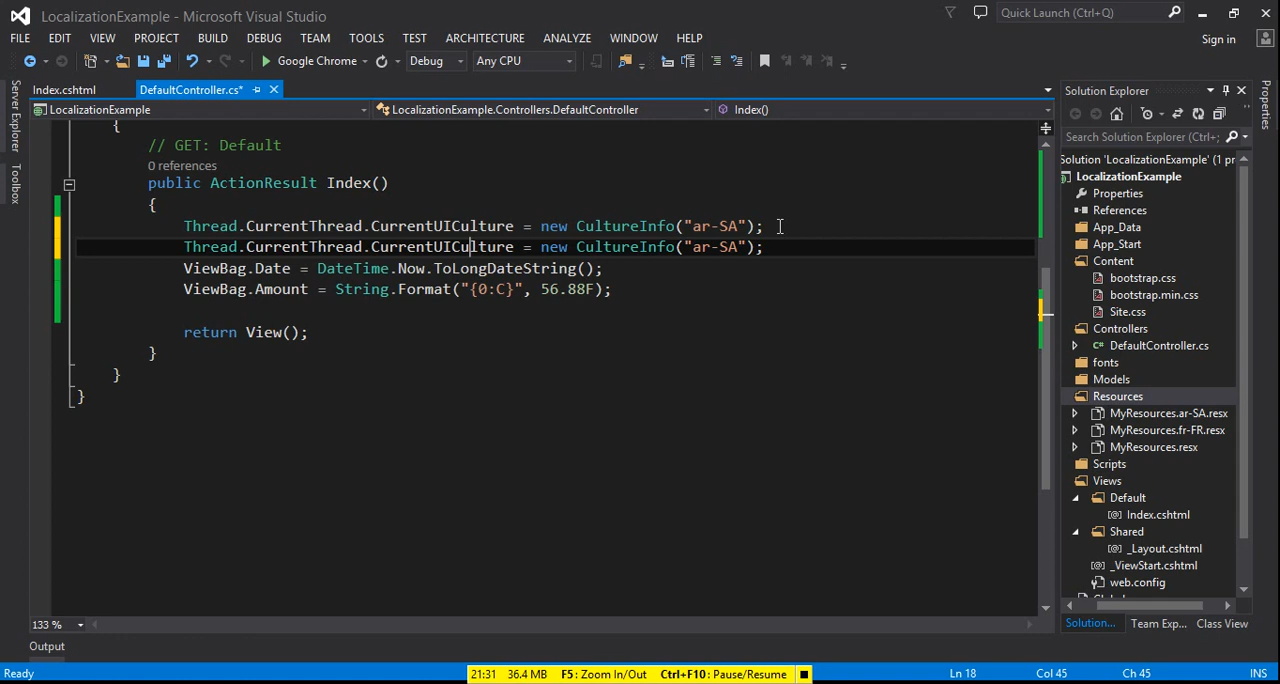 LocalizationExample - Microsoft Visual Studio
Quick Launch (Ctrl+Q)
FILE EDIT VIEW PROJECT BUILD DEBUG TEAM TOOLS TEST ARCHITECTURE ANALYZE WINDOW HELP
Sign in
Google Chrome Debug Any CPU
Server Explorer
Toolbox
Index.cshtml DefaultController.cs*
LocalizationExample LocalizationExample.Controllers.DefaultController Index()
{
// GET: Default
0 references
public ActionResult Index()
{
Thread.CurrentThread.CurrentUICulture = new CultureInfo("ar-SA");
Thread.CurrentThread.CurrentUICulture = new CultureInfo("ar-SA");
ViewBag.Date = DateTime.Now.ToLongDateString();
ViewBag.Amount = String.Format("{0:C}", 56.88F);
return View();
}
}
}
133 %
Output
Solution Explorer
Search Solution Explorer (Ctrl+;
Solution 'LocalizationExample' (1 pr
LocalizationExample
Properties
References
App_Data
App_Start
Content
bootstrap.css
bootstrap.min.css
Site.css
Controllers
DefaultController.cs
fonts
Models
Resources
MyResources.ar-SA.resx
MyResources.fr-FR.resx
MyResources.resx
Scripts
Views
Default
Index.cshtml
Shared
_Layout.cshtml
_ViewStart.cshtml
web.config
Solution... Team Exp... Class View
Properties
Ready
21:31 36.4 MB F5: Zoom In/Out Ctrl+F10: Pause/Resume
Ln 18 Col 45 Ch 45 INS